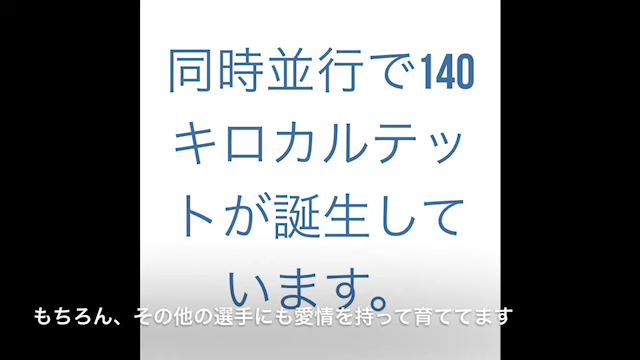 同時並行で140
キロカルテッ
トが誕生して
います。
もちろん、その他の選手にも愛情を持って育ててます